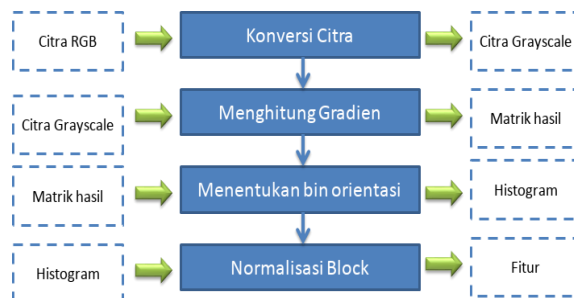 Citra RGB
Konversi Citra
Citra Grayscale
Citra Grayscale
Menghitung Gradien
Matrik hasil
Matrik hasil
Menentukan bin orientasi
Histogram
Histogram
Normalisasi Block
Fitur